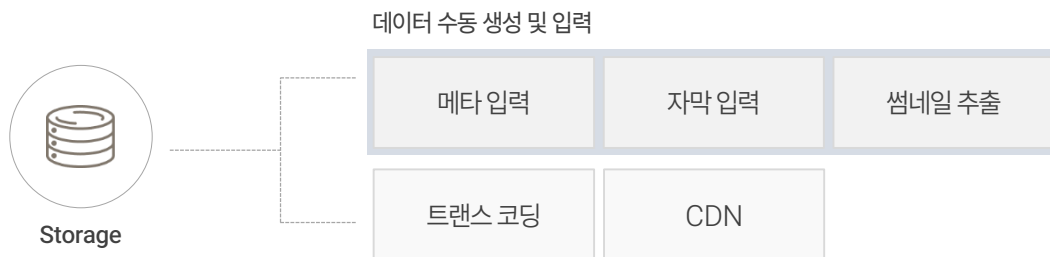 데이터 수동 생성 및 입력
메타 입력
자막 입력
썸네일 추출
Storage
트랜스 코딩
CDN